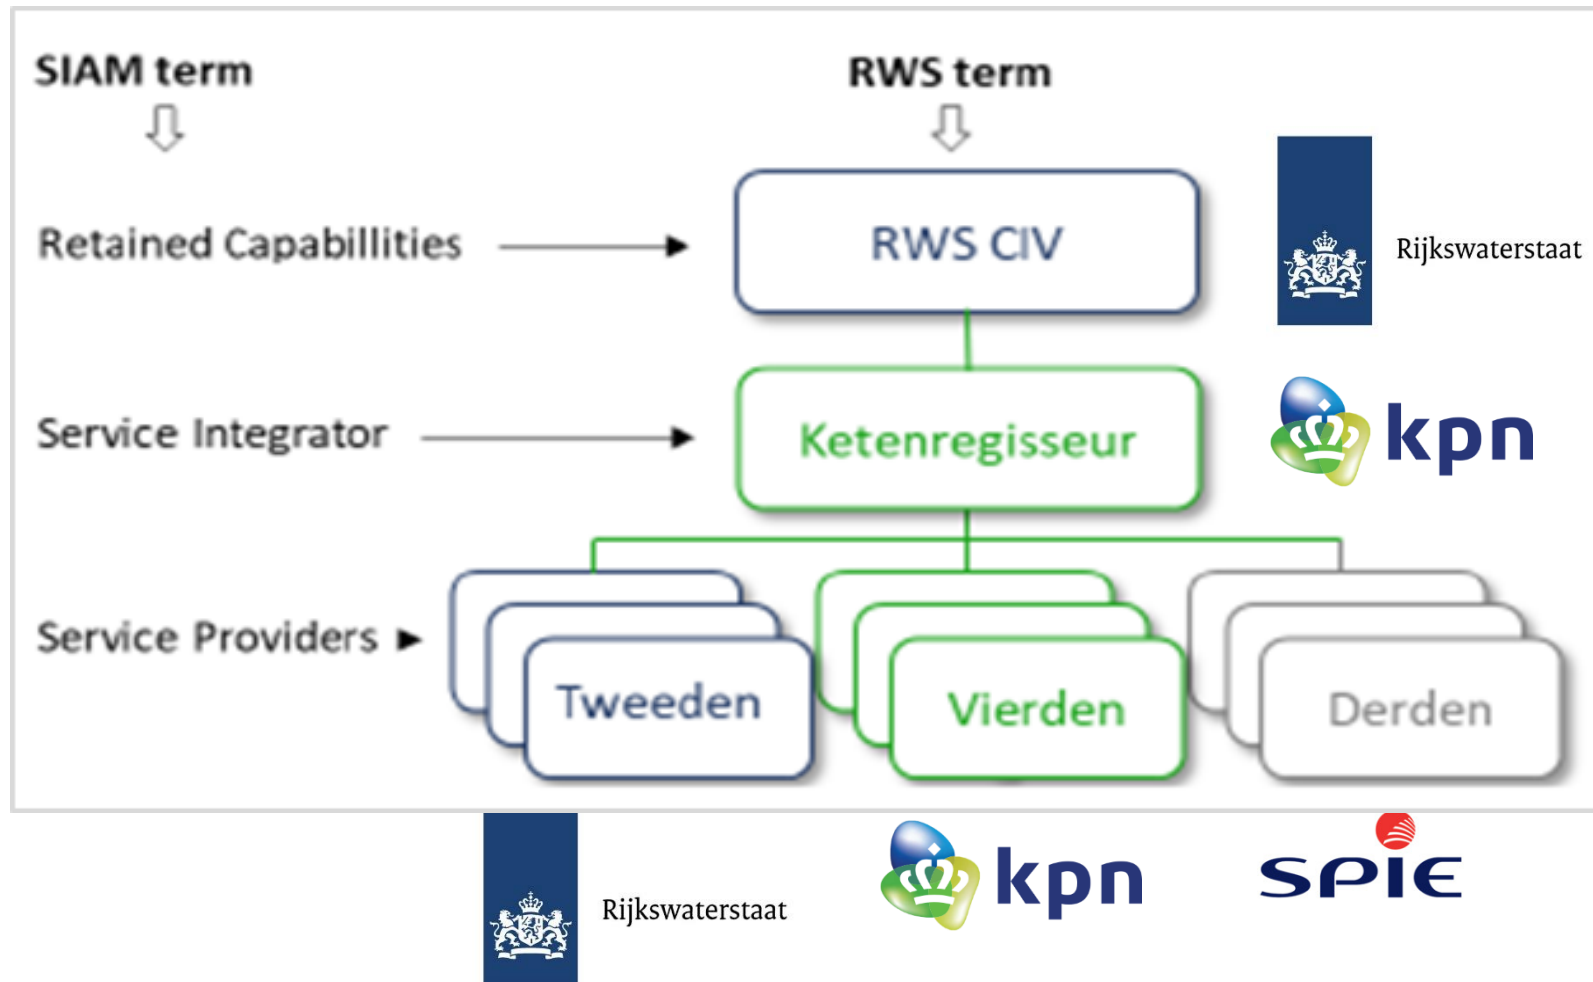 SIAM term
RWS term
Retained Capabillities
RWS CIV
Rijkswaterstaat
Service Integrator
Ketenregisseur
kpn
Service Providers
Tweeden
Vierden
Derden
Rijkswaterstaat
kpn
SPIE